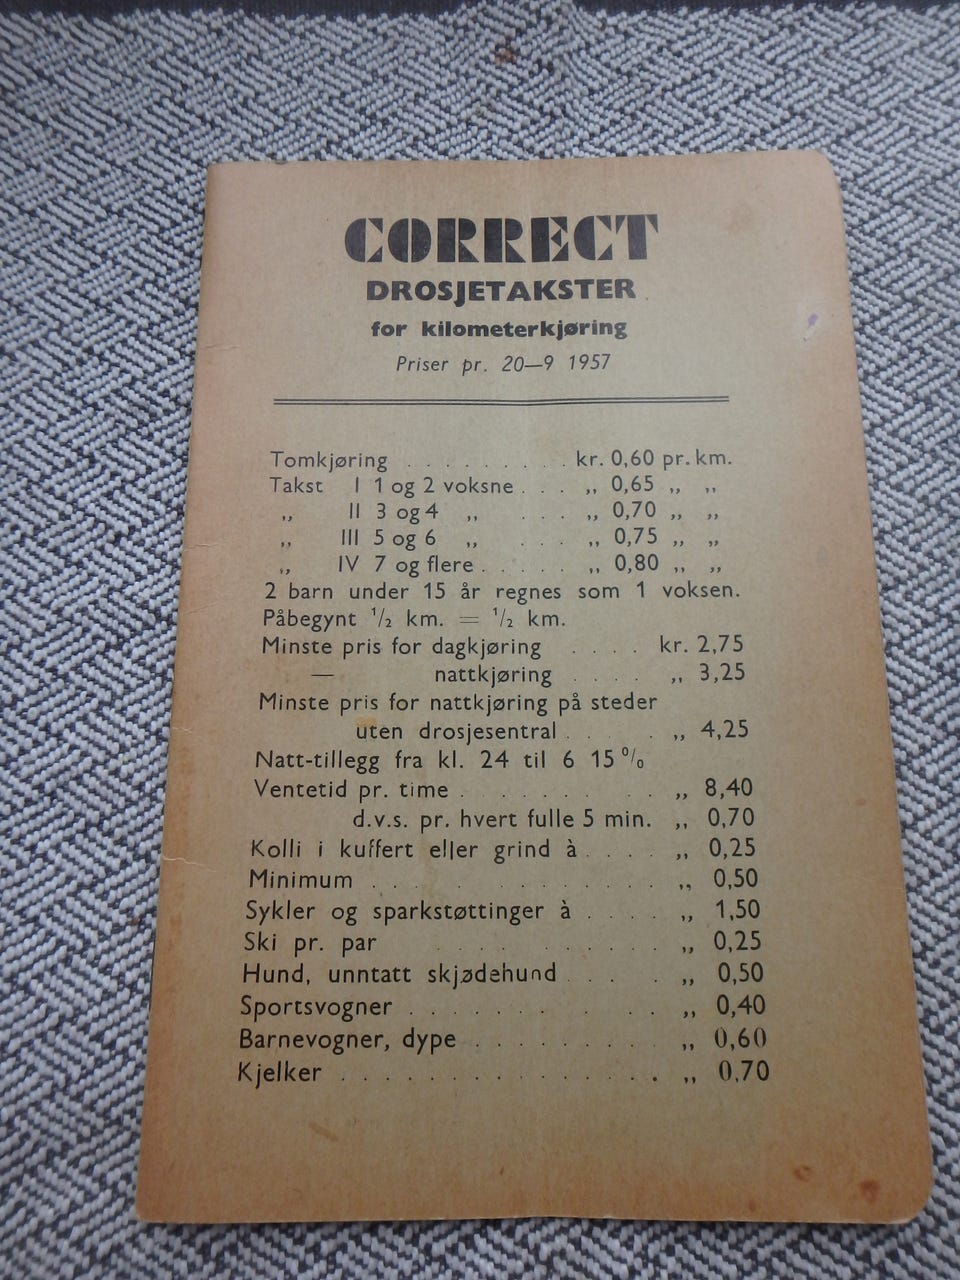 CORRECT
DROSJETAKSTER
for kilometerkjøring
Priser pr. 20—9 1957
Tomkjøring . . . . . . . . . kr. 0,60 pr. km.
Takst I 1 og 2 voksne . . . „ 0,65 „ „
„ II 3 og 4 „ . . . „ 0,70 „ „
„ III 5 og 6 „ . . . „ 0,75 „ „
„ IV 7 og flere . . . . . „ 0,80 „ „
2 barn under 15 år regnes som 1 voksen.
Påbegynt 1/2 km. = 1/2 km.
Minste pris for dagkjøring . . . . kr. 2,75
— nattkjøring . . . . „ 3,25
Minste pris for nattkjøring på steder
uten drosjesentral . . . . „ 4,25
Natt-tillegg fra kl. 24 til 6 15 %
Ventetid pr. time . . . . . . . . „ 8,40
d.v.s. pr. hvert fulle 5 min. „ 0,70
Kolli i kuffert eller grind à . . . . „ 0,25
Minimum . . . . . . . . . . . „ 0,50
Sykler og sparkstøttinger à . . . . „ 1,50
Ski pr. par . . . . . . . . „ 0,25
Hund, unntatt skjødehund . . . . „ 0,50
Sportsvogner . . . . . . . . . „ 0,40
Barnevogner, dype . . . . . . . . „ 0,60
Kjelker . . . . . . . . . . . . . . „ 0,70